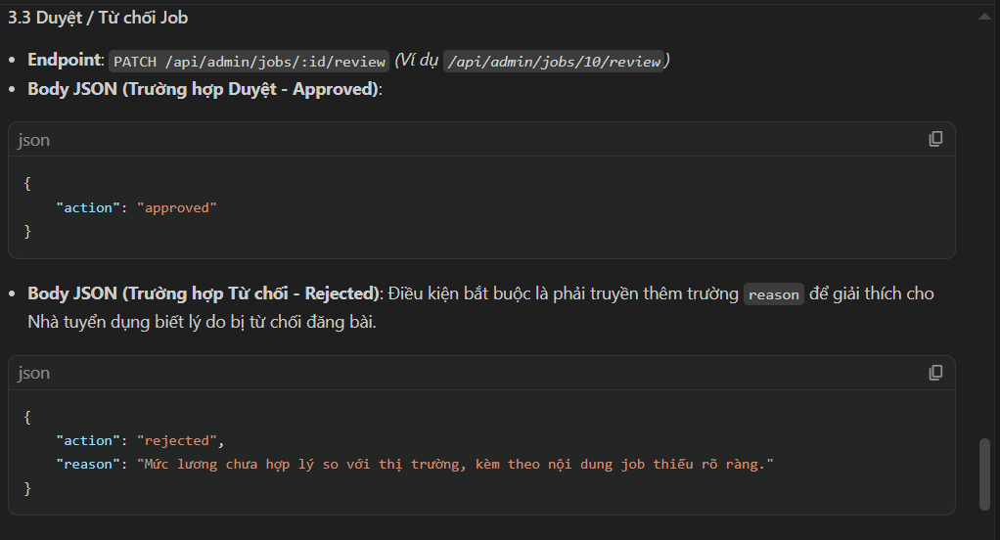 3.3 Duyệt / Từ chối Job
Endpoint: PATCH /api/admin/jobs/:id/review (Ví dụ /api/admin/jobs/10/review)
Body JSON (Trường hợp Duyệt - Approved):
json
{
    "action": "approved"
}
Body JSON (Trường hợp Từ chối - Rejected): Điều kiện bắt buộc là phải truyền thêm trường reason để giải thích cho
Nhà tuyển dụng biết lý do bị từ chối đăng bài.
json
{
    "action": "rejected",
    "reason": "Mức lương chưa hợp lý so với thị trường, kèm theo nội dung job thiếu rõ ràng."
}